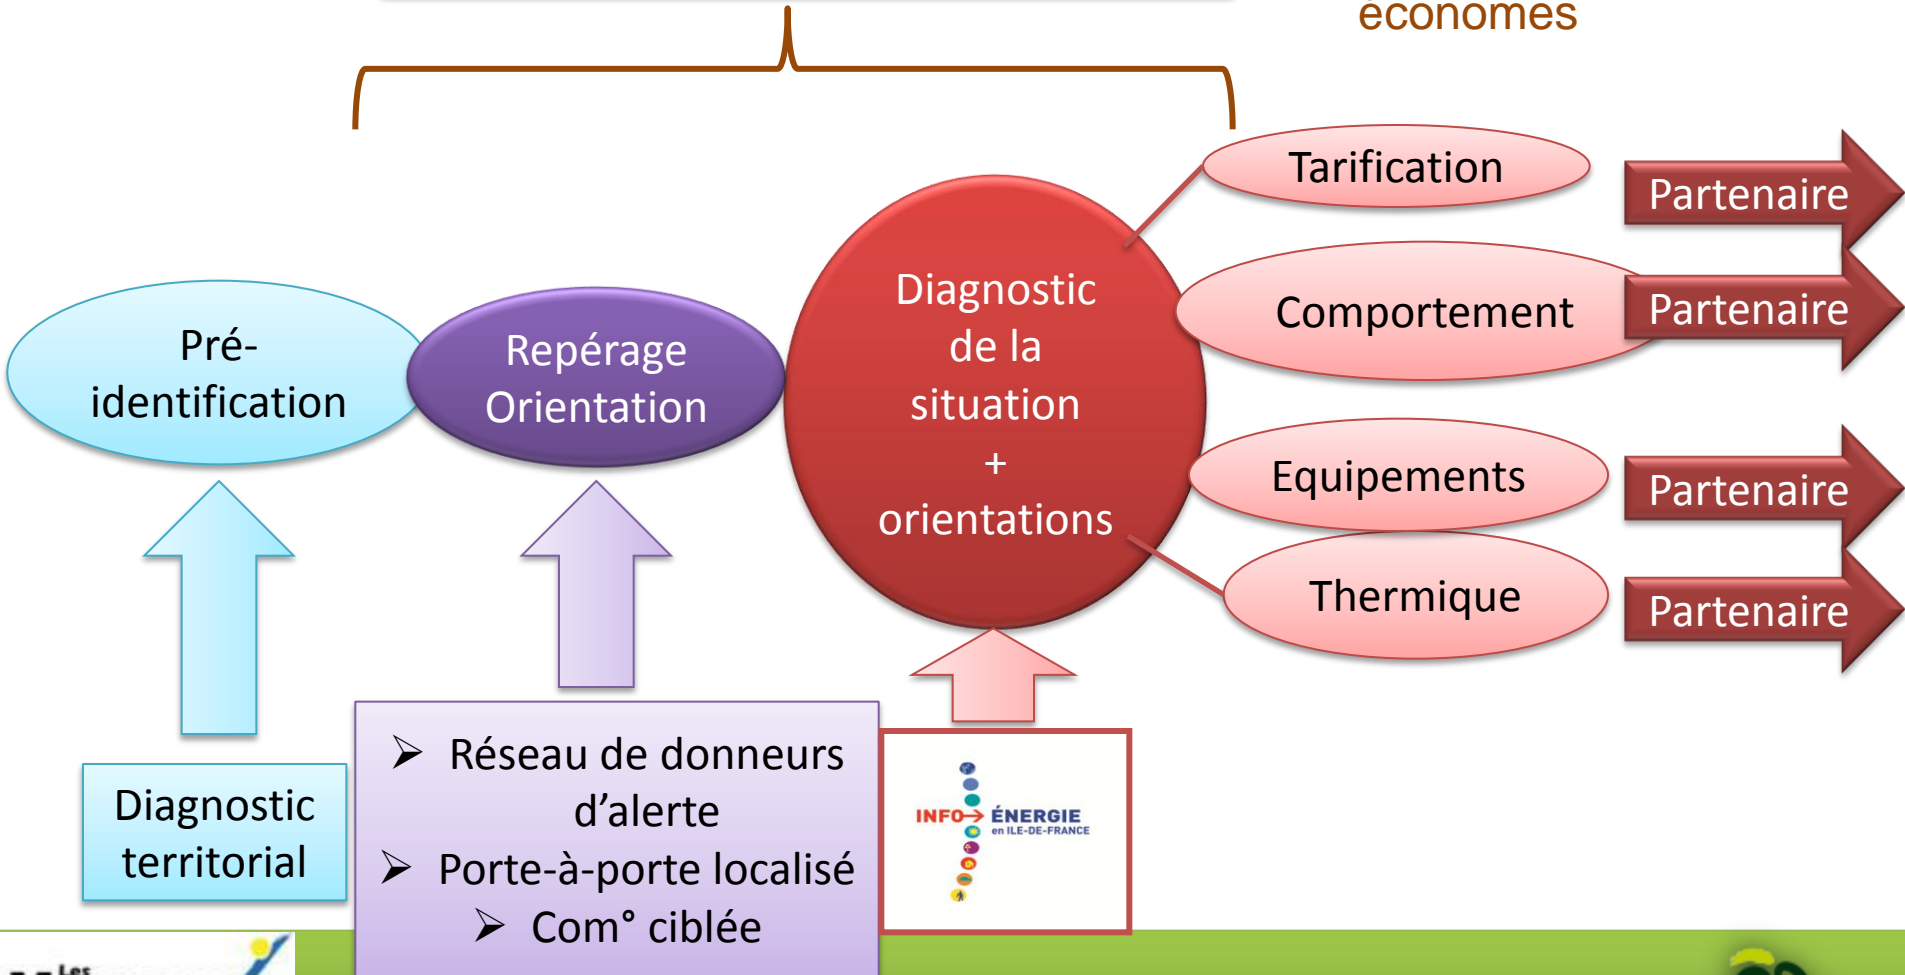 économes
Tarification
Partenaire
Comportement
Partenaire
Pré-
identification
Repérage
Orientation
Diagnostic
de la
situation
+
orientations
Equipements
Partenaire
Thermique
Partenaire
Diagnostic
territorial
➢ Réseau de donneurs
d’alerte
➢ Porte-à-porte localisé
➢ Com° ciblée
INFO→ ÉNERGIE
en ILE-DE-FRANCE
Les